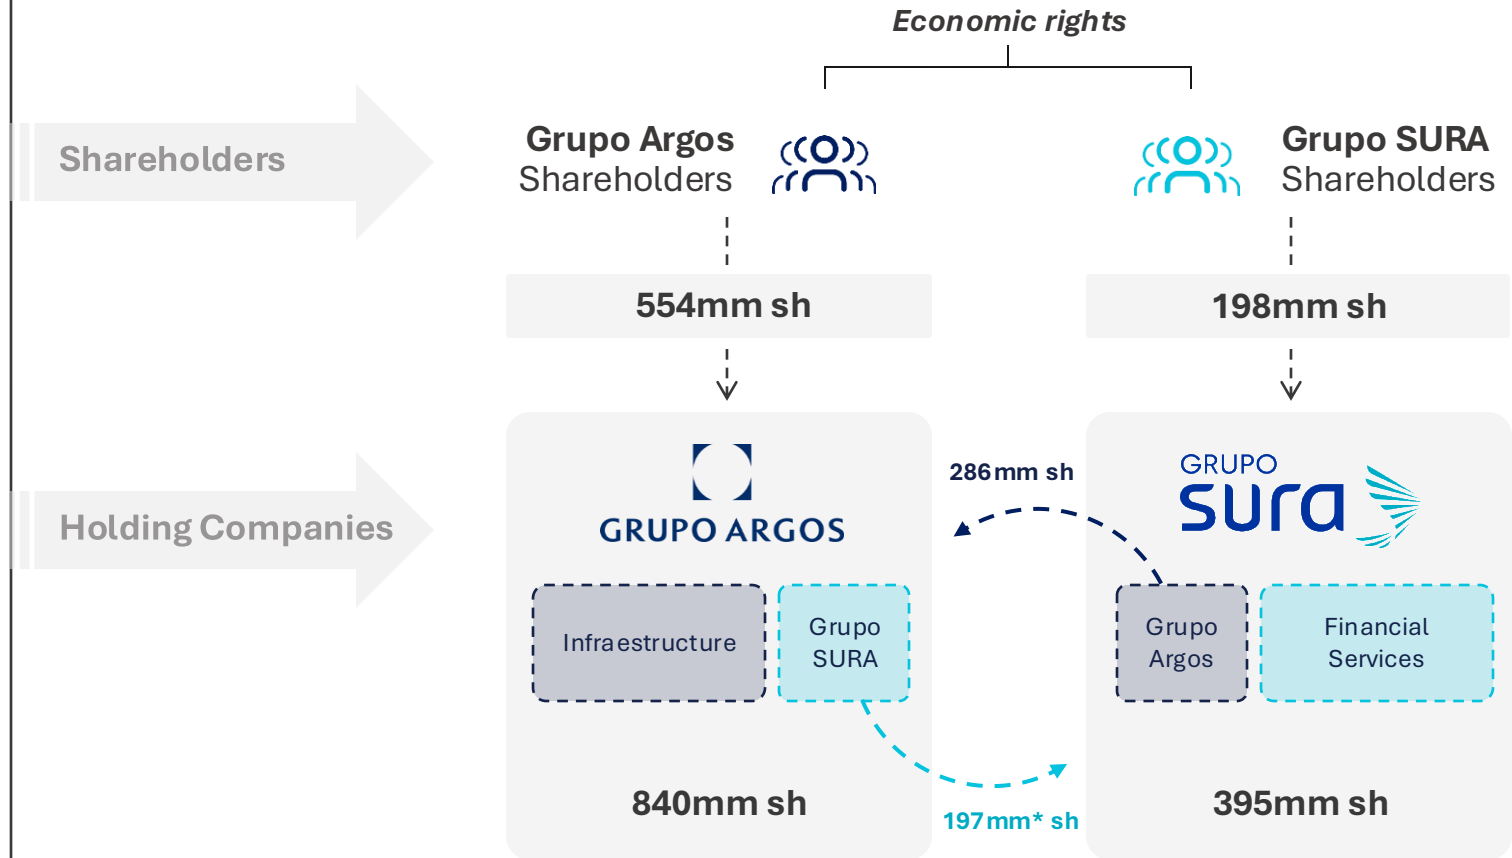 Economic rights
Shareholders
Grupo Argos
Shareholders
Grupo SURA
Shareholders
554mm sh
198mm sh
Holding Companies
GRUPO ARGOS
286mm sh
GRUPO
sura
Infraestructure
Grupo
SURA
Grupo
Argos
Financial
Services
840mm sh
197mm* sh
395mm sh